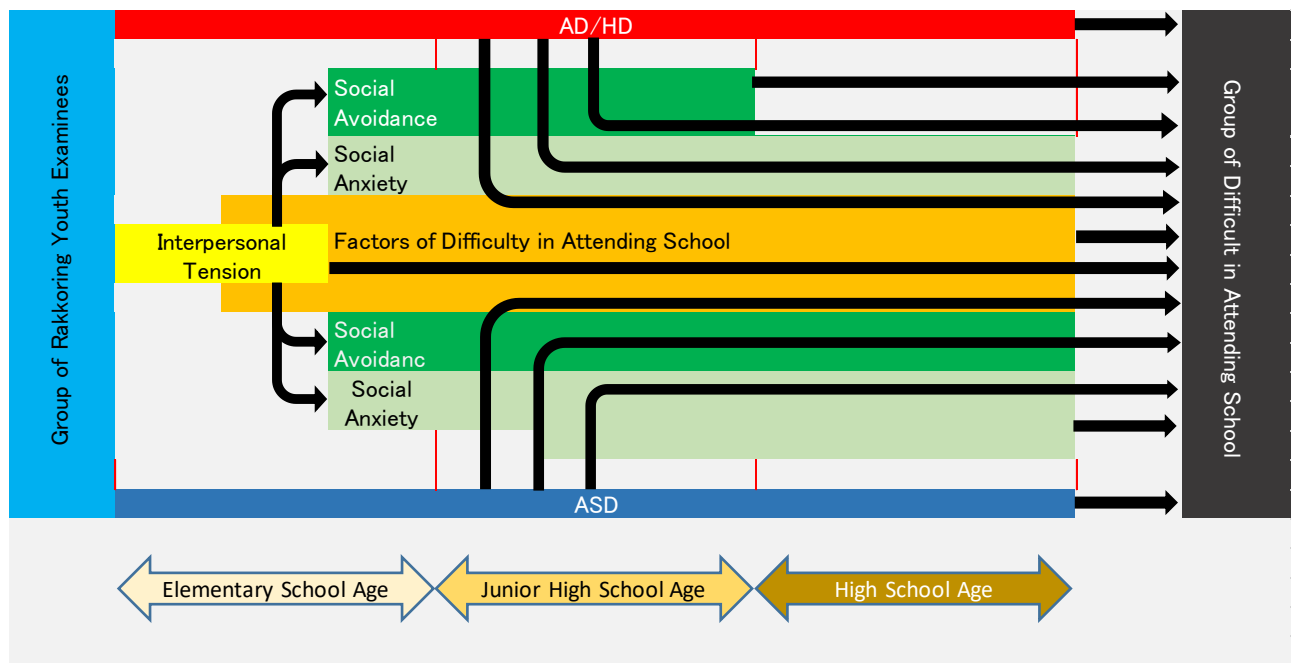 Group of Rakkoring Youth Examinees
AD/HD
Social
Avoidance
Social
Anxiety
Interpersonal
Tension
Factors of Difficulty in Attending School
Social
Avoidanc
Social
Anxiety
ASD
Group of Difficult in Attending School
Elementary School Age
Junior High School Age
High School Age